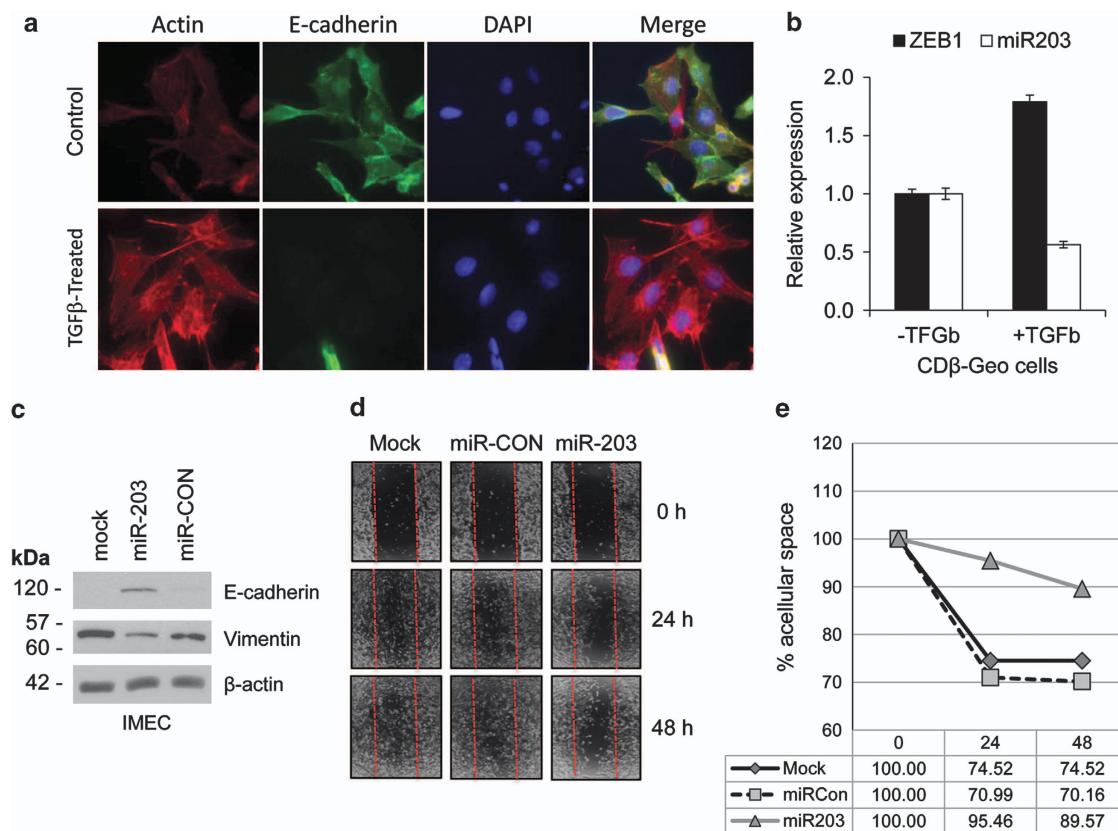 a
Actin E-cadherin DAPI Merge
Control
TGFβ-Treated
b
ZEB1 miR203
Relative expression
2.0
1.5
1.0
0.5
0.0
-TFGb +TGFb
CDβ-Geo cells
c
mock miR-203 miR-CON
kDa
120 - E-cadherin
57 -
60 - Vimentin
42 - β-actin
IMEC
d
Mock miR-CON miR-203
0 h
24 h
48 h
e
% acellular space
120
110
100
90
80
70
60
0 24 48
Mock 100.00 74.52 74.52
miRCon 100.00 70.99 70.16
miR203 100.00 95.46 89.57